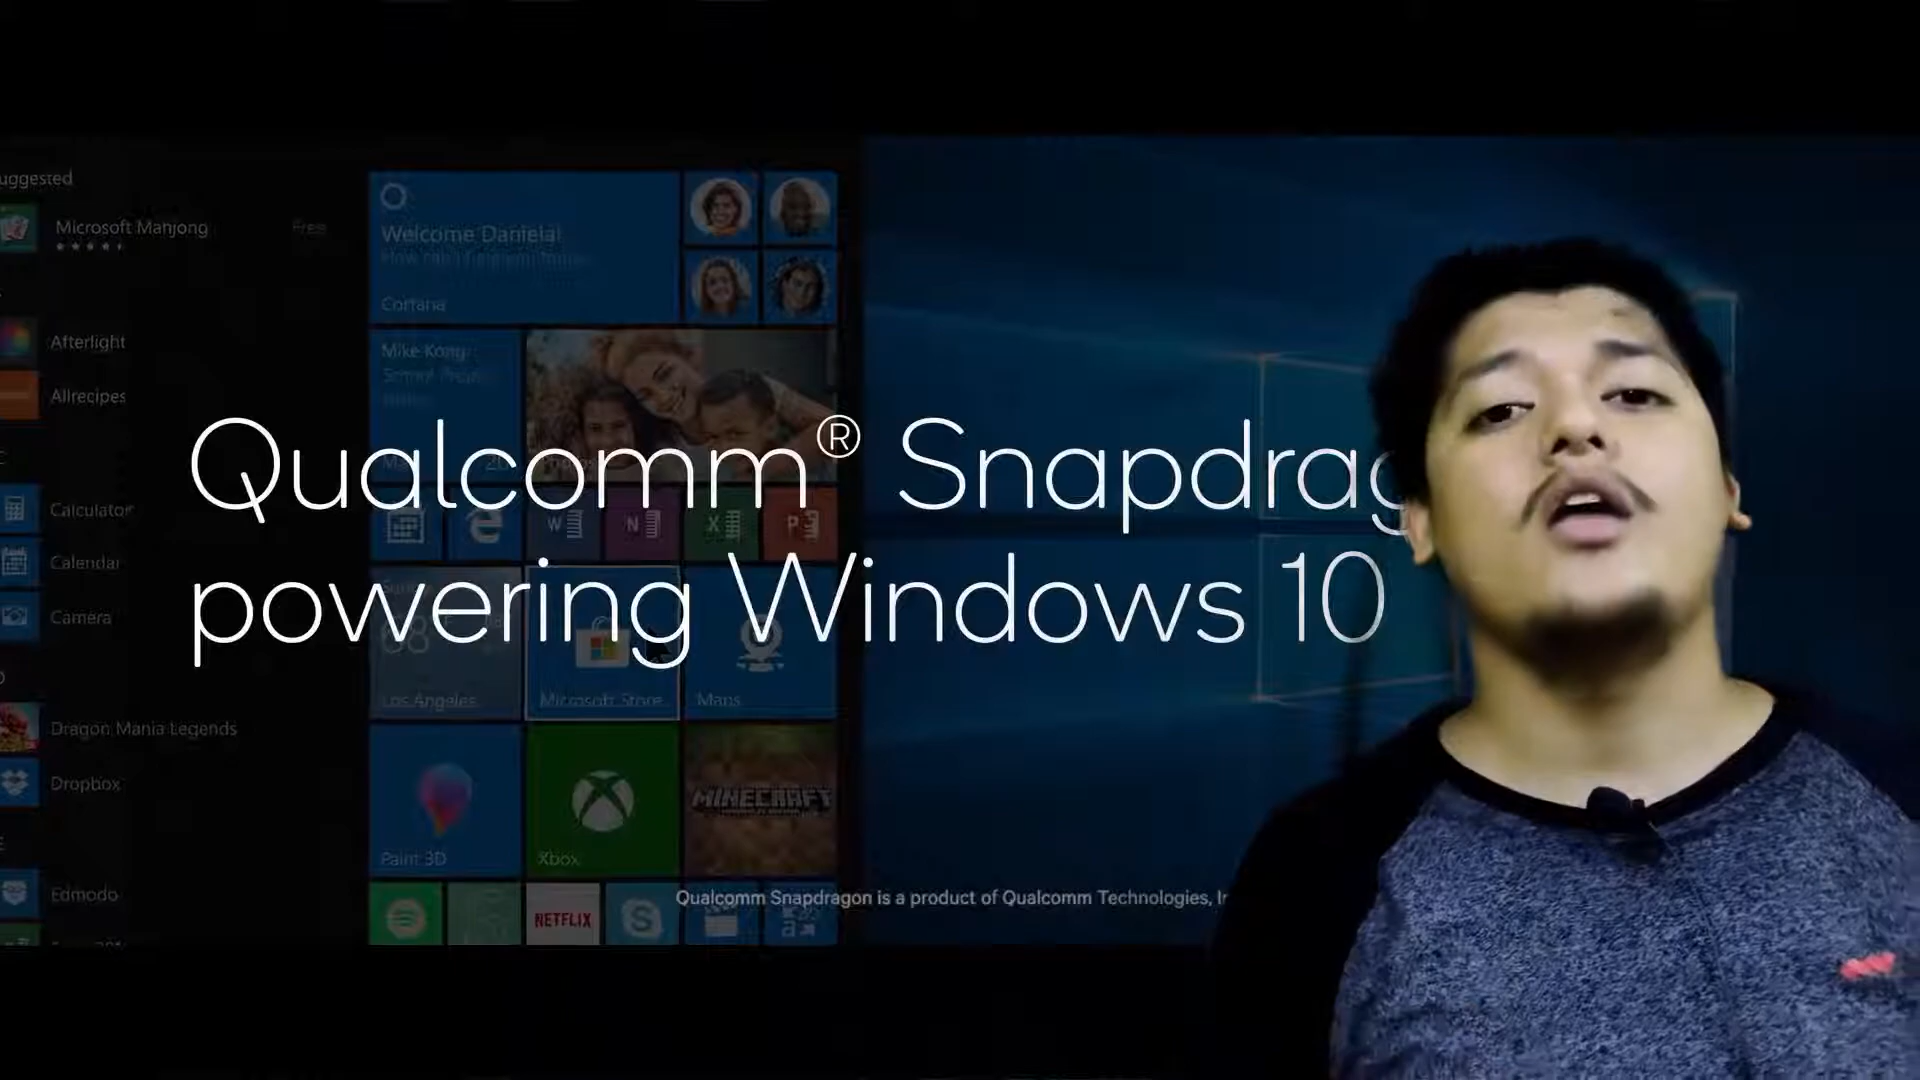 uggested
Microsoft Mahjong
Free
Welcome Daniela!
Cortana
Mike Kong
Afterlight
Allrecipes
Qualcomm® Snapdrag
powering Windows 10
Calculator
Calendar
Camera
Los Angeles
Microsoft Store
Maps
Dragon Mania Legends
Dropbox
MINECRAFT
Paint 3D
Xbox
Edmodo
NETFLIX
Qualcomm Snapdragon is a product of Qualcomm Technologies, In